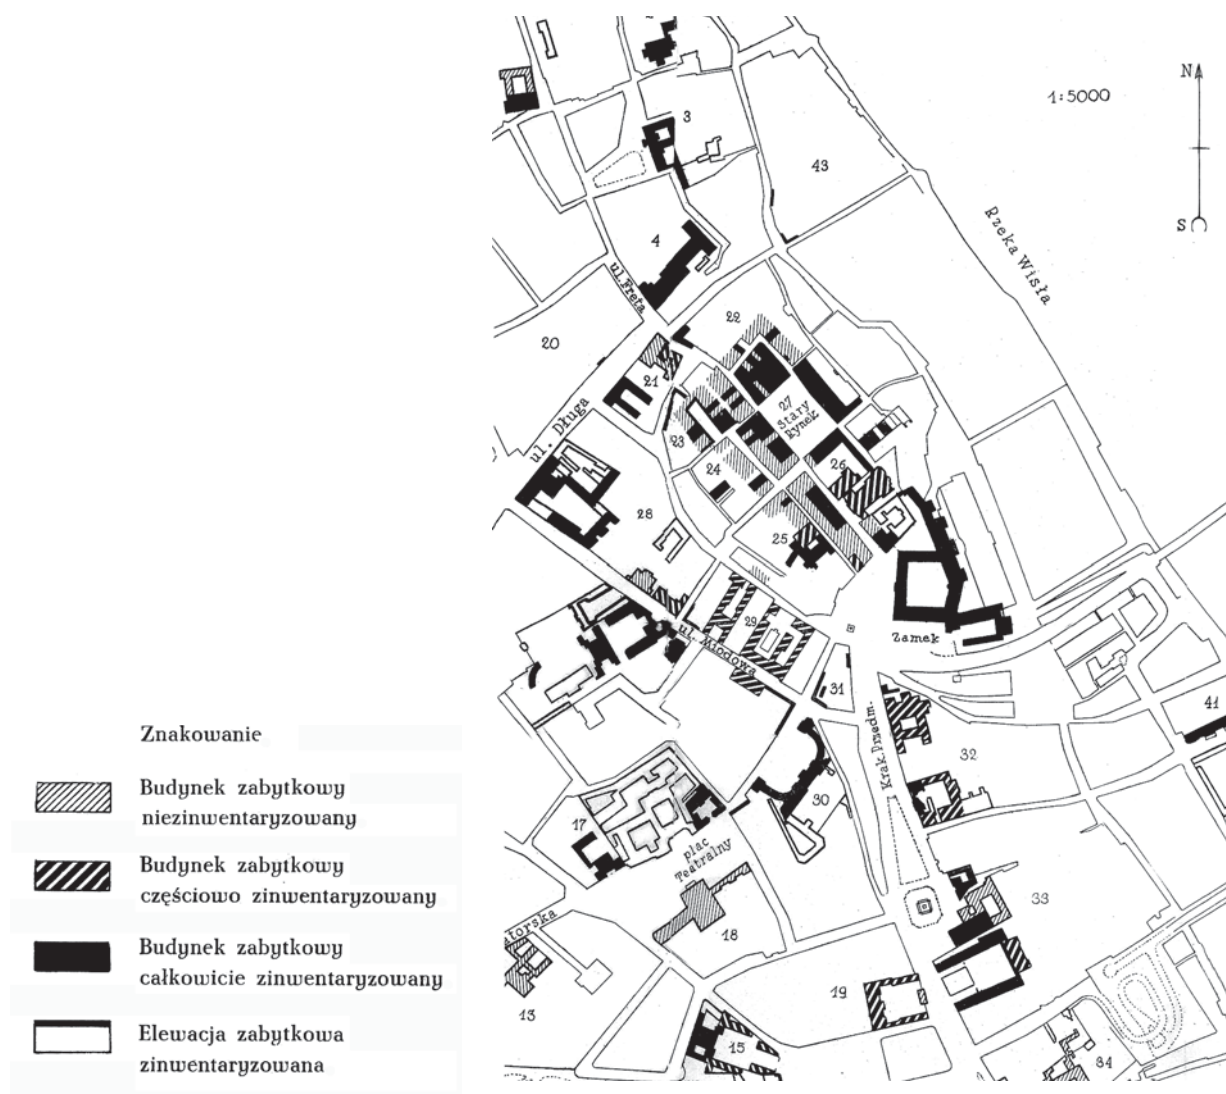 N
1:5000
S
3
43
Rzeka Wisła
4
ul. Freta
22
20
21
27
Stary
Rynek
ul. Długa
23
24
26
28
25
29
Zamek
ul. Miodowa
31
41
Krak. Przedm.
32
30
17
plac
Teatralny
33
18
19
13
15
34
Znakowanie
Budynek zabytkowy
niezinwentaryzowany
Budynek zabytkowy
częściowo zinwentaryzowany
Budynek zabytkowy
całkowicie zinwentaryzowany
Elewacja zabytkowa
zinwentaryzowana